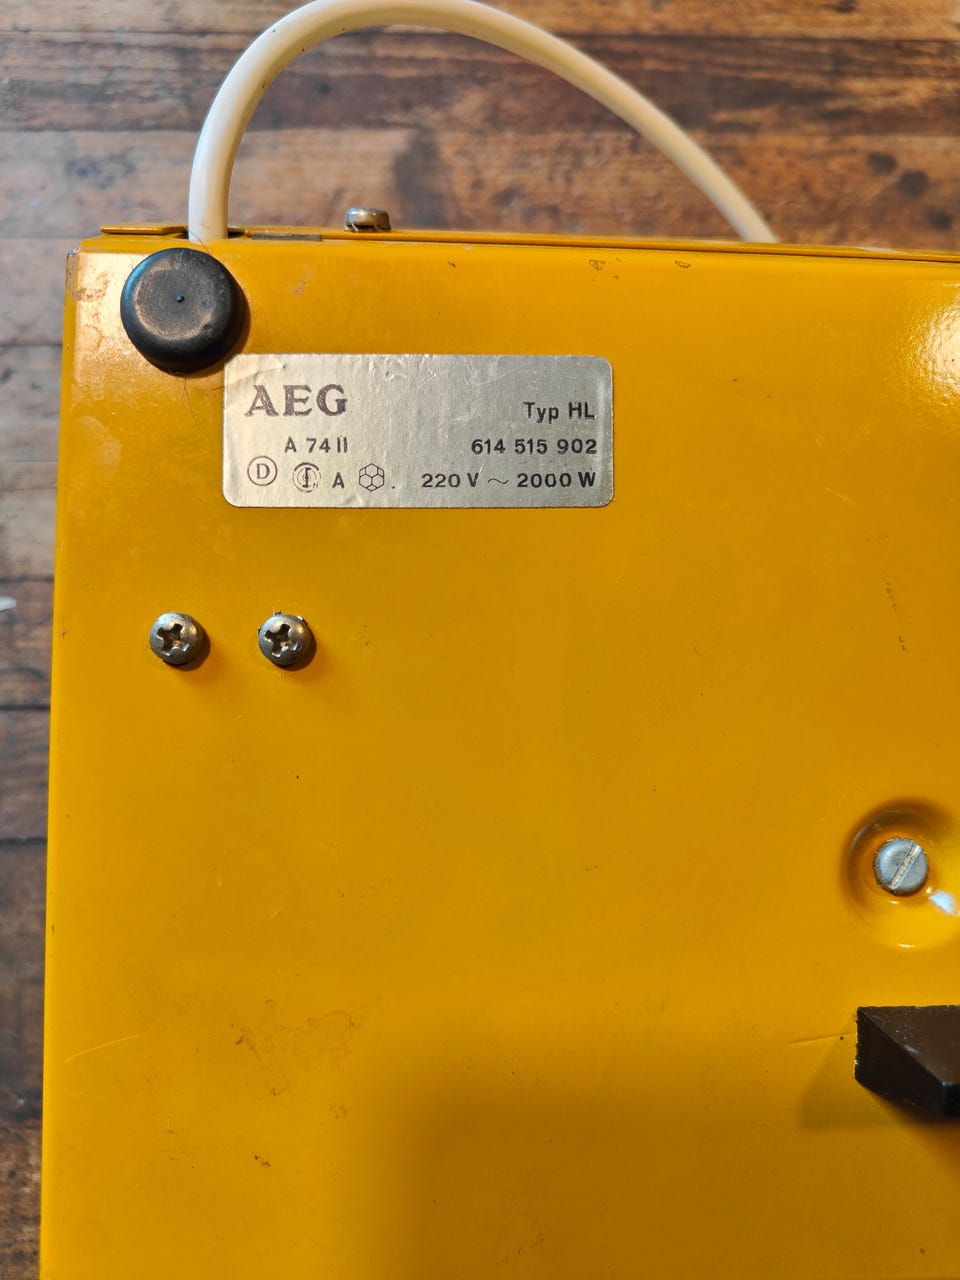 AEG
Typ HL
A 74 II
614 515 902
D N A
220 V ~ 2000 W